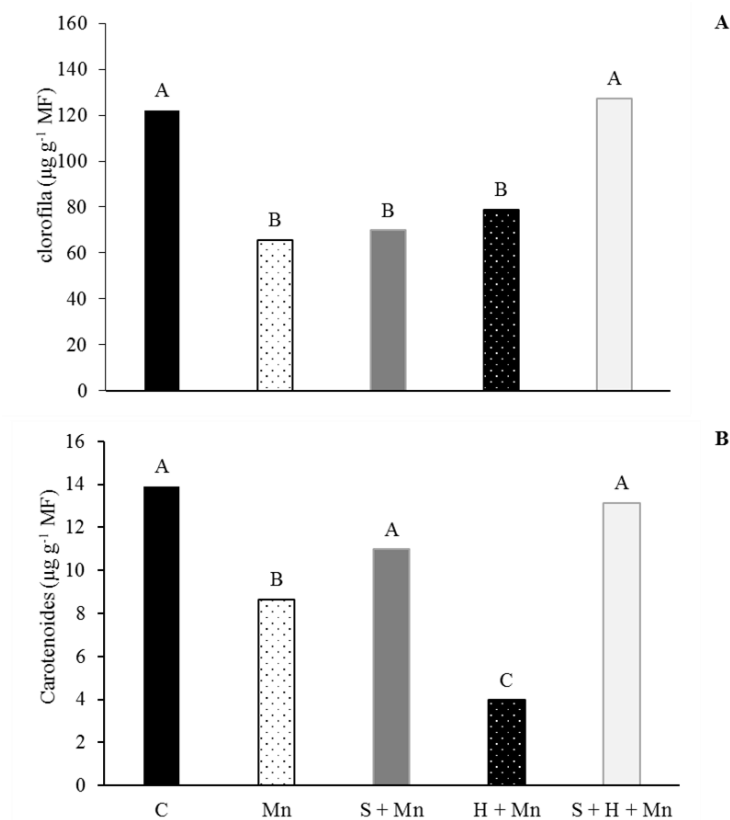 A
160
140
120
100
80
60
40
20
0
clorofila (µg g⁻¹ MF)
A
B
B
B
A
B
16
14
12
10
8
6
4
2
0
Carotenoides (µg g⁻¹ MF)
A
B
A
C
A
C Mn S + Mn H + Mn S + H + Mn